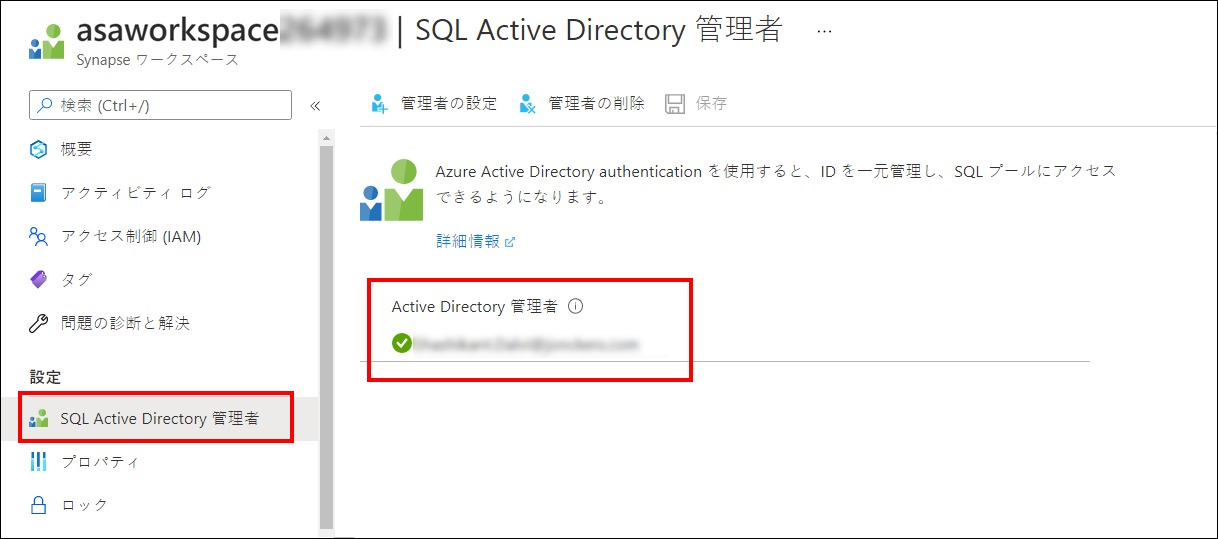 asaworkspace | SQL Active Directory 管理者 ...
Synapse ワークスペース
検索 (Ctrl+/)
«
概要
アクティビティ ログ
アクセス制御 (IAM)
タグ
問題の診断と解決
設定
SQL Active Directory 管理者
プロパティ
ロック
管理者の設定 管理者の削除 保存
Azure Active Directory authentication を使用すると、ID を一元管理し、SQL プールにアクセス
できるようになります。
詳細情報
Active Directory 管理者